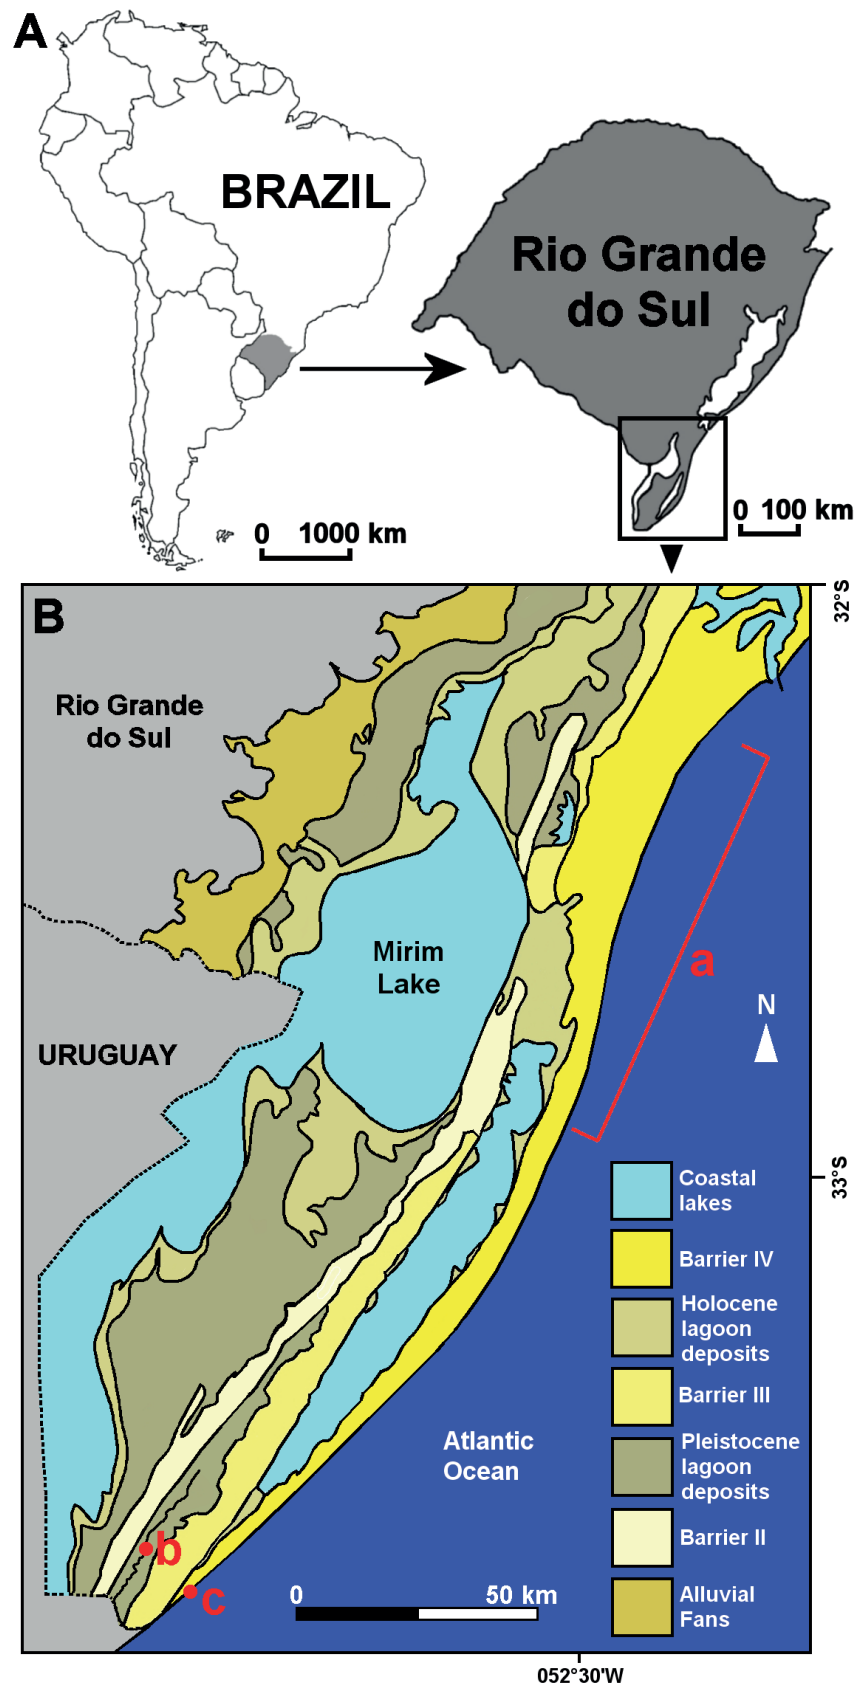 A
BRAZIL
Rio Grande
do Sul
0 1000 km
0 100 km
B
32°S
Rio Grande
do Sul
Mirim
Lake
a
N
URUGUAY
33°S
Coastal
lakes
Barrier IV
Holocene
lagoon
deposits
Barrier III
Atlantic
Ocean
Pleistocene
lagoon
deposits
Barrier II
b
c
0 50 km
Alluvial
Fans
052°30'W